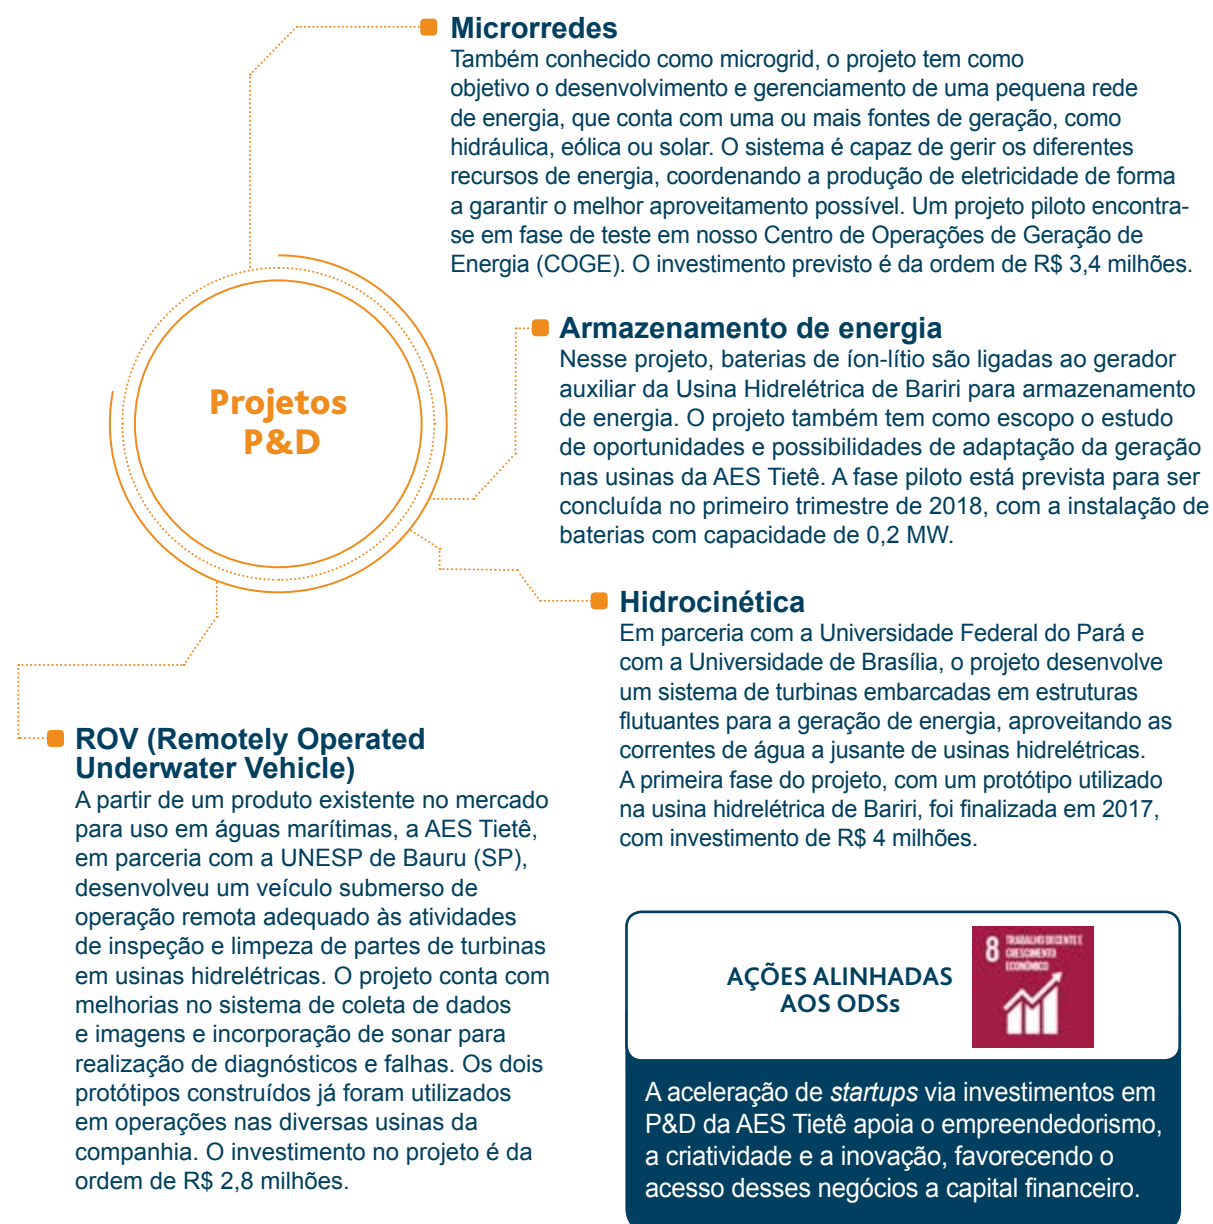 Microrredes
Também conhecido como microgrid, o projeto tem como
objetivo o desenvolvimento e gerenciamento de uma pequena rede
de energia, que conta com uma ou mais fontes de geração, como
hidráulica, eólica ou solar. O sistema é capaz de gerir os diferentes
recursos de energia, coordenando a produção de eletricidade de forma
a garantir o melhor aproveitamento possível. Um projeto piloto encontra-
se em fase de teste em nosso Centro de Operações de Geração de
Energia (COGE). O investimento previsto é da ordem de R$ 3,4 milhões.
Projetos
P&D
Armazenamento de energia
Nesse projeto, baterias de íon-lítio são ligadas ao gerador
auxiliar da Usina Hidrelétrica de Bariri para armazenamento
de energia. O projeto também tem como escopo o estudo
de oportunidades e possibilidades de adaptação da geração
nas usinas da AES Tietê. A fase piloto está prevista para ser
concluída no primeiro trimestre de 2018, com a instalação de
baterias com capacidade de 0,2 MW.
Hidrocinética
Em parceria com a Universidade Federal do Pará e
com a Universidade de Brasília, o projeto desenvolve
um sistema de turbinas embarcadas em estruturas
flutuantes para a geração de energia, aproveitando as
correntes de água a jusante de usinas hidrelétricas.
A primeira fase do projeto, com um protótipo utilizado
na usina hidrelétrica de Bariri, foi finalizada em 2017,
com investimento de R$ 4 milhões.
ROV (Remotely Operated
Underwater Vehicle)
A partir de um produto existente no mercado
para uso em águas marítimas, a AES Tietê,
em parceria com a UNESP de Bauru (SP),
desenvolveu um veículo submerso de
operação remota adequado às atividades
de inspeção e limpeza de partes de turbinas
em usinas hidrelétricas. O projeto conta com
melhorias no sistema de coleta de dados
e imagens e incorporação de sonar para
realização de diagnósticos e falhas. Os dois
protótipos construídos já foram utilizados
em operações nas diversas usinas da
companhia. O investimento no projeto é da
ordem de R$ 2,8 milhões.
AÇÕES ALINHADAS
AOS ODSs
8 TRABALHO DECENTE E
CRESCIMENTO
ECONÔMICO
A aceleração de startups via investimentos em
P&D da AES Tietê apoia o empreendedorismo,
a criatividade e a inovação, favorecendo o
acesso desses negócios a capital financeiro.